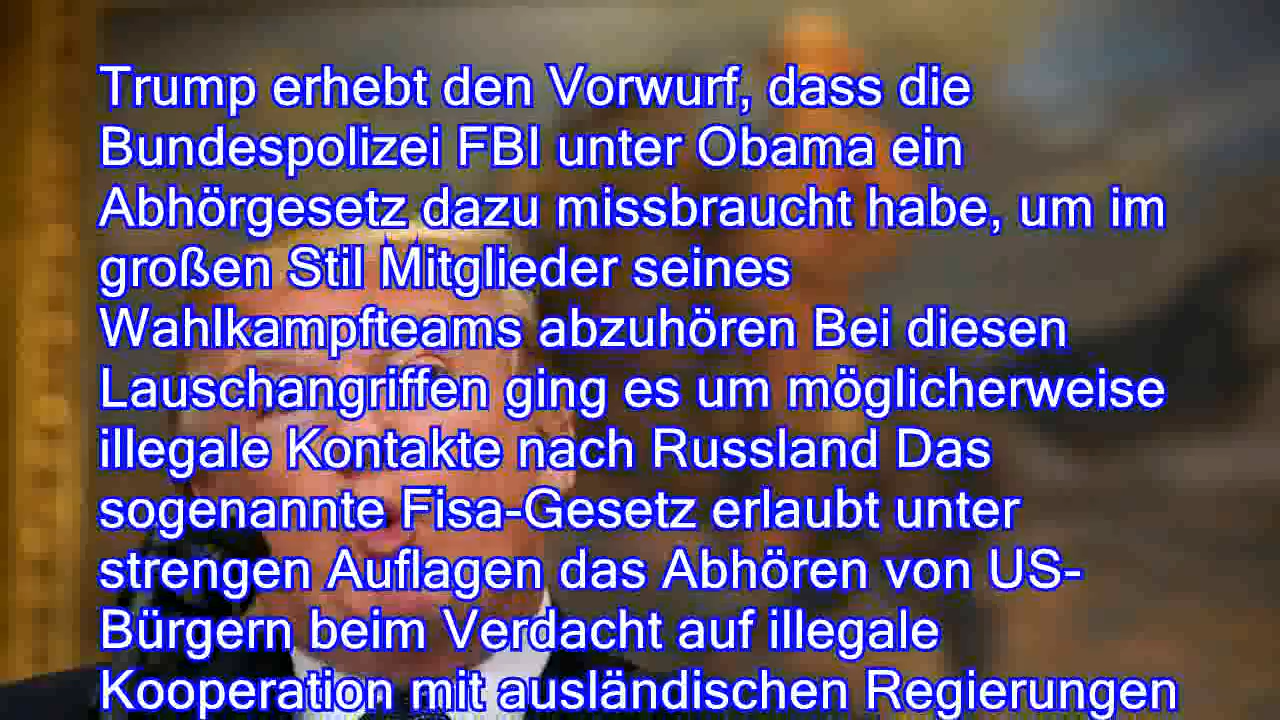 Trump erhebt den Vorwurf, dass die
Bundespolizei FBI unter Obama ein
Abhörgesetz dazu missbraucht habe, um im
großen Stil Mitglieder seines
Wahlkampfteams abzuhören Bei diesen
Lauschangriffen ging es um möglicherweise
illegale Kontakte nach Russland Das
sogenannte Fisa-Gesetz erlaubt unter
strengen Auflagen das Abhören von US-
Bürgern beim Verdacht auf illegale
Kooperation mit ausländischen Regierungen